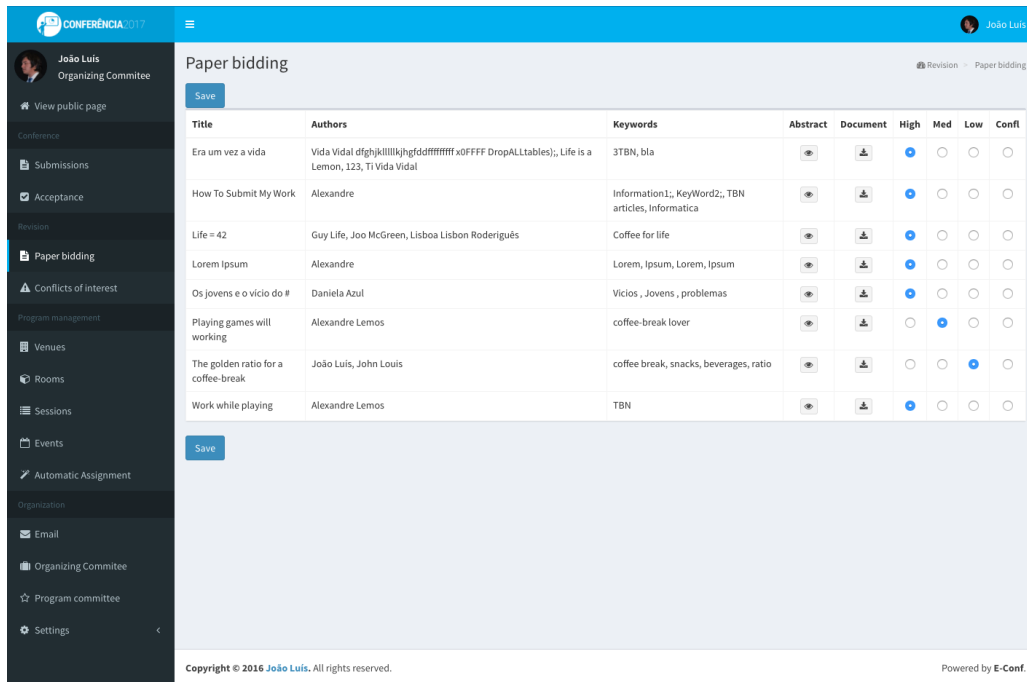 CONFERÊNCIA2017
João Luís
João Luís
Organizing Commitee
View public page
Conference
Submissions
Acceptance
Revision
Paper bidding
Conflicts of interest
Program management
Venues
Rooms
Sessions
Events
Automatic Assignment
Organization
Email
Organizing Commitee
Program committee
Settings
Paper bidding
Revision > Paper bidding
Save
Title Authors Keywords Abstract Document High Med Low Confl
Era um vez a vida Vida Vidal dfghjklllllkjhgfddfffffffff x0FFFF DropALLtables);, Life is a 3TBN, bla
Lemon, 123, Ti Vida Vidal
How To Submit My Work Alexandre Information1;, KeyWord2;, TBN
articles, Informatica
Life = 42 Guy Life, Joo McGreen, Lisboa Lisbon Roderiguês Coffee for life
Lorem Ipsum Alexandre Lorem, Ipsum, Lorem, Ipsum
Os jovens e o vicio do # Daniela Azul Vicios , Jovens , problemas
Playing games will Alexandre Lemos coffee-break lover
working
The golden ratio for a João Luís, John Louis coffee break, snacks, beverages, ratio
coffee-break
Work while playing Alexandre Lemos TBN
Save
Copyright © 2016 João Luís. All rights reserved. Powered by E-Conf.